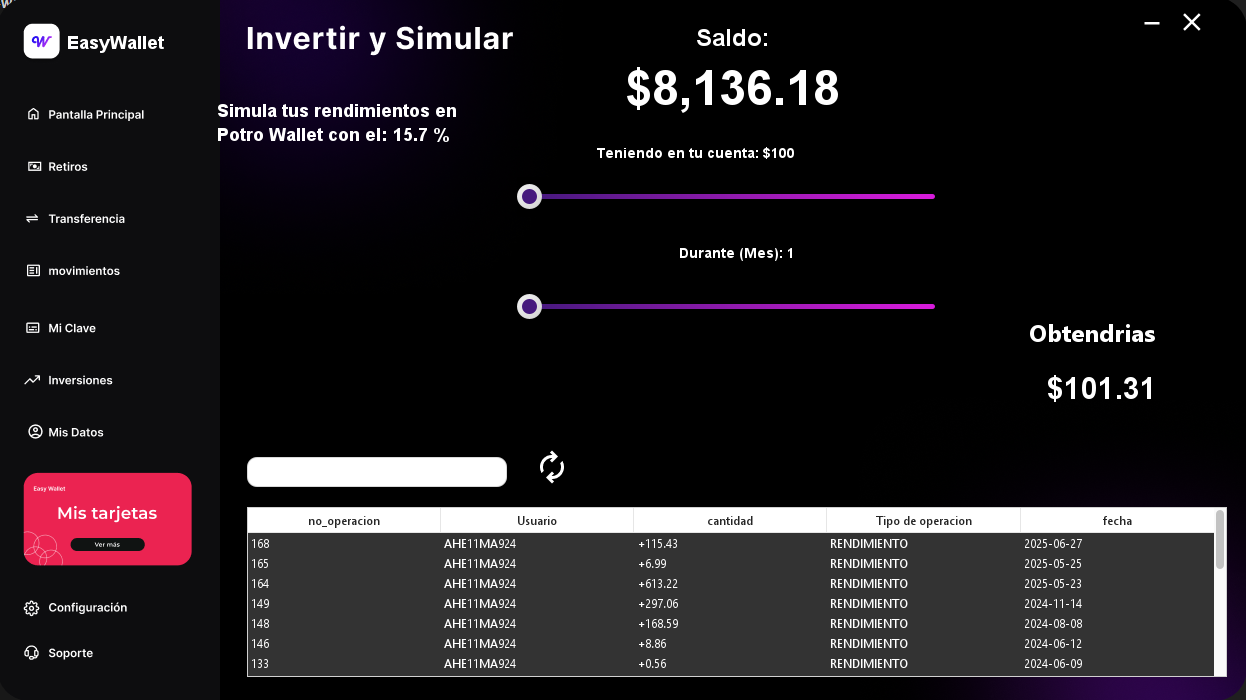 EasyWallet
Pantalla Principal
Retiros
Transferencia
movimientos
Mi Clave
Inversiones
Mis Datos
Easy Wallet
Mis tarjetas
Ver más
Configuración
Soporte
Invertir y Simular
Saldo:
$8,136.18
Simula tus rendimientos en
Potro Wallet con el: 15.7 %
Teniendo en tu cuenta: $100
Durante (Mes): 1
Obtendrias
$101.31
no_operacion Usuario cantidad Tipo de operacion fecha
168 AHE11MA924 +115.43 RENDIMIENTO 2025-06-27
165 AHE11MA924 +6.99 RENDIMIENTO 2025-05-25
164 AHE11MA924 +613.22 RENDIMIENTO 2025-05-23
149 AHE11MA924 +297.06 RENDIMIENTO 2024-11-14
148 AHE11MA924 +168.59 RENDIMIENTO 2024-08-08
146 AHE11MA924 +8.86 RENDIMIENTO 2024-06-12
133 AHE11MA924 +0.56 RENDIMIENTO 2024-06-09